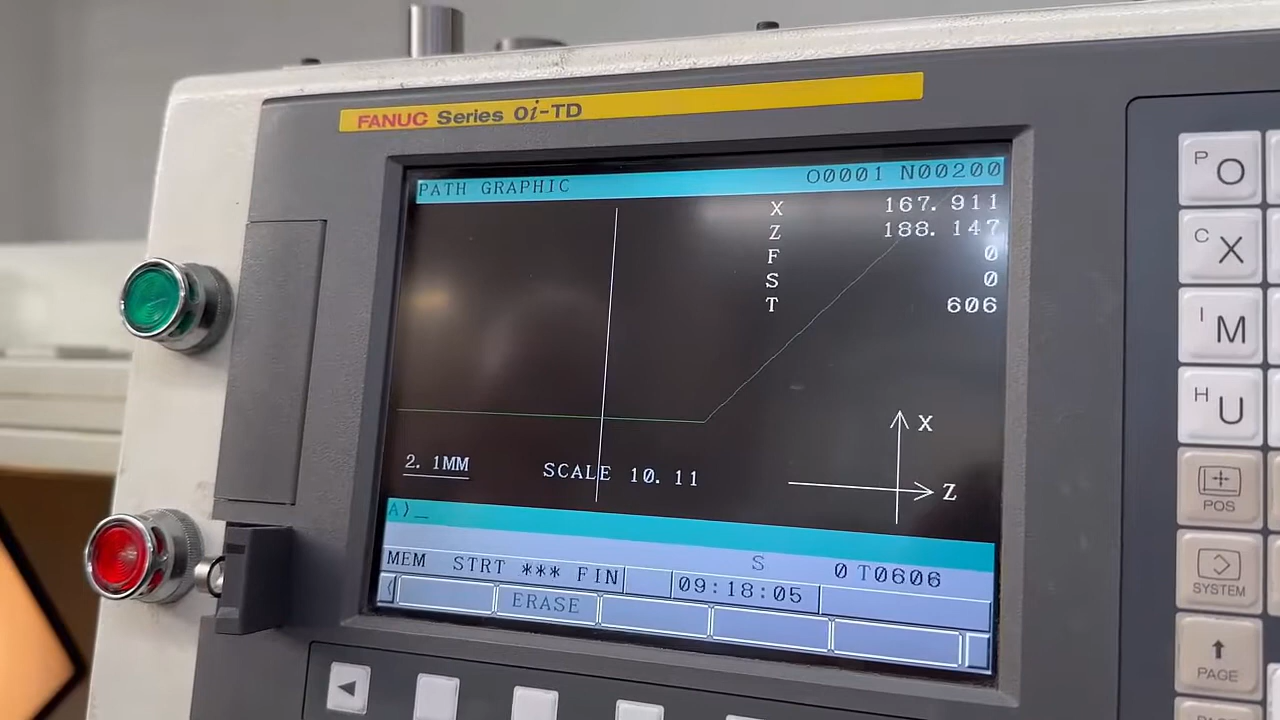 FANUC Series 0i-TD
PATH GRAPHIC O0001 N00200
X 167.911
Z 188.147
F 0
S 0
T 606
X
Z
2.1MM
SCALE 10.11
A)_
S
MEM STRT *** FIN 0 T0606
09:18:05
ERASE
P O
C X
I M
H U
POS
SYSTEM
PAGE